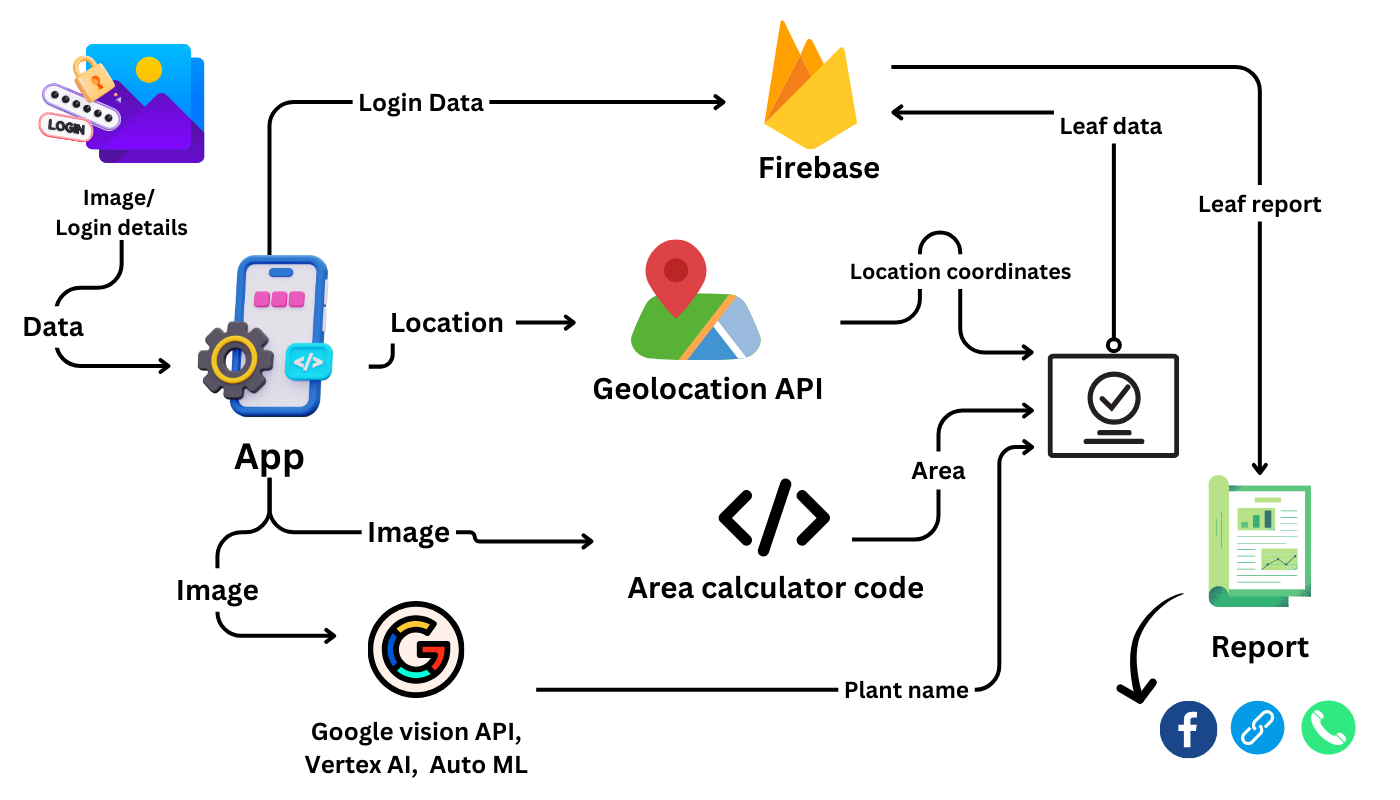 LOGIN
Image/
Login details
Data
Login Data
Firebase
Leaf data
Leaf report
Location
Geolocation API
Location coordinates
App
Image
Image
Area
</>
Area calculator code
</>
Google vision API,
Vertex AI, Auto ML
Plant name
Report